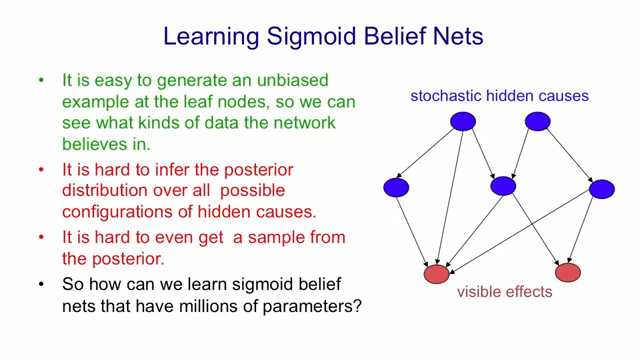 Learning Sigmoid Belief Nets
• It is easy to generate an unbiased
example at the leaf nodes, so we can
see what kinds of data the network
believes in.
• It is hard to infer the posterior
distribution over all possible
configurations of hidden causes.
• It is hard to even get a sample from
the posterior.
• So how can we learn sigmoid belief
nets that have millions of parameters?
stochastic hidden causes
visible effects